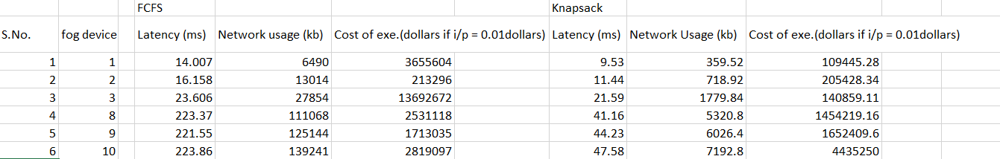 FCFS Knapsack
S.No. fog device Latency (ms) Network usage (kb) Cost of exe.(dollars if i/p = 0.01dollars) Latency (ms) Network Usage (kb) Cost of exe.(dollars if i/p = 0.01dollars)
1 1 14.007 6490 3655604 9.53 359.52 109445.28
2 2 16.158 13014 213296 11.44 718.92 205428.34
3 3 23.606 27854 13692672 21.59 1779.84 140859.11
4 8 223.37 111068 2531118 41.16 5320.8 1454219.16
5 9 221.55 125144 1713035 44.23 6026.4 1652409.6
6 10 223.86 139241 2819097 47.58 7192.8 4435250